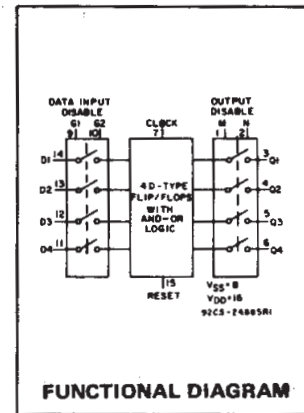 DATA INPUT
DISABLE
G1 G2
9 10
CLOCK
7
OUTPUT
DISABLE
M N
1 2
D1 14
D2 13
D3 12
D4 11
4 D-TYPE
FLIP/FLOPS
WITH
AND-OR
LOGIC
3 Q1
4 Q2
5 Q3
6 Q4
15
RESET
VSS=8
VDD=16
92CS-24885R1
FUNCTIONAL DIAGRAM